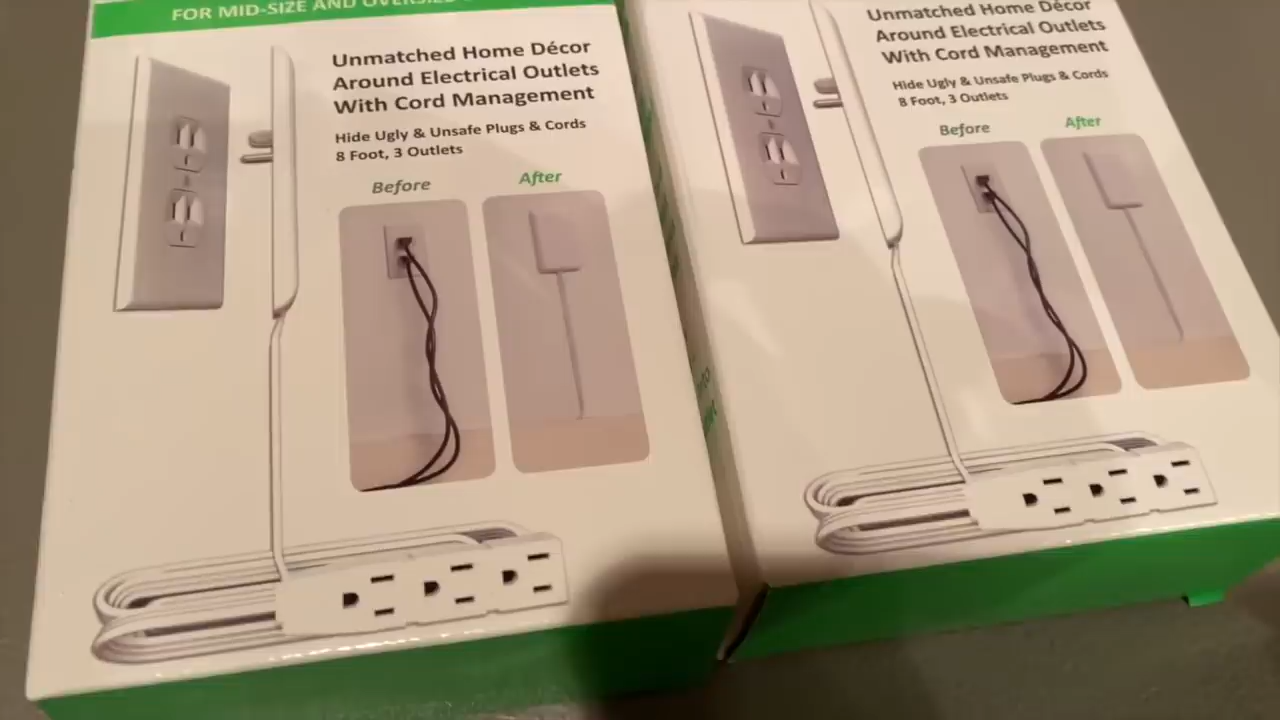 FOR MID-SIZE AND OVERSIZE
Unmatched Home Décor
Around Electrical Outlets
With Cord Management
Hide Ugly & Unsafe Plugs & Cords
8 Foot, 3 Outlets
Before
After
Unmatched Home Décor
Around Electrical Outlets
With Cord Management
Hide Ugly & Unsafe Plugs & Cords
8 Foot, 3 Outlets
Before
After